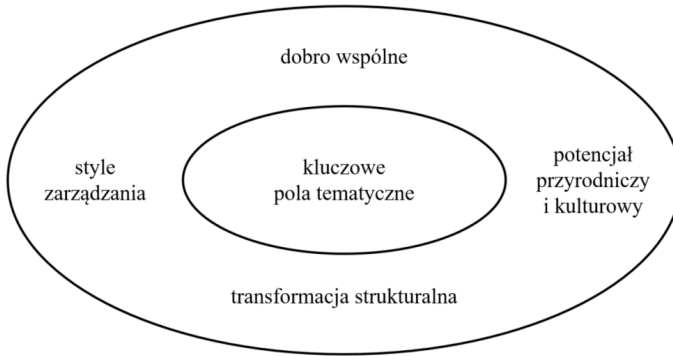 dobro wspólne
style
zarządzania
kluczowe
pola tematyczne
potencjał
przyrodniczy
i kulturowy
transformacja strukturalna